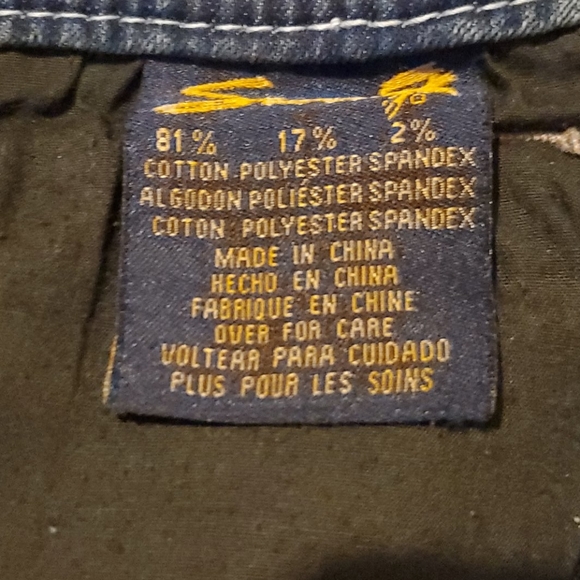 81% 17% 2%
COTTON POLYESTER SPANDEX
ALGODON POLIÉSTER SPANDEX
COTON POLYESTER SPANDEX
MADE IN CHINA
HECHO EN CHINA
FABRIQUE EN CHINE
OVER FOR CARE
VOLTEAR PARA CUIDADO
PLUS POUR LES SOINS